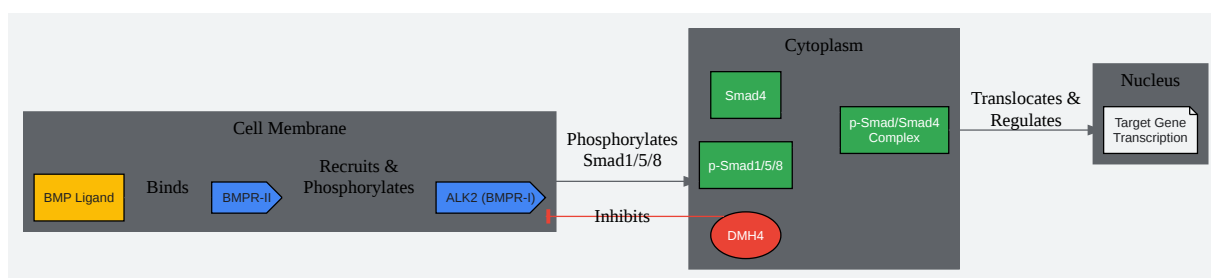 Cell Membrane
BMP Ligand
Binds
BMPR-II
Recruits &
Phosphorylates
ALK2 (BMPR-I)
Phosphorylates
Smad1/5/8
Inhibits
Cytoplasm
Smad4
p-Smad1/5/8
DMH4
p-Smad/Smad4
Complex
Translocates &
Regulates
Nucleus
Target Gene
Transcription